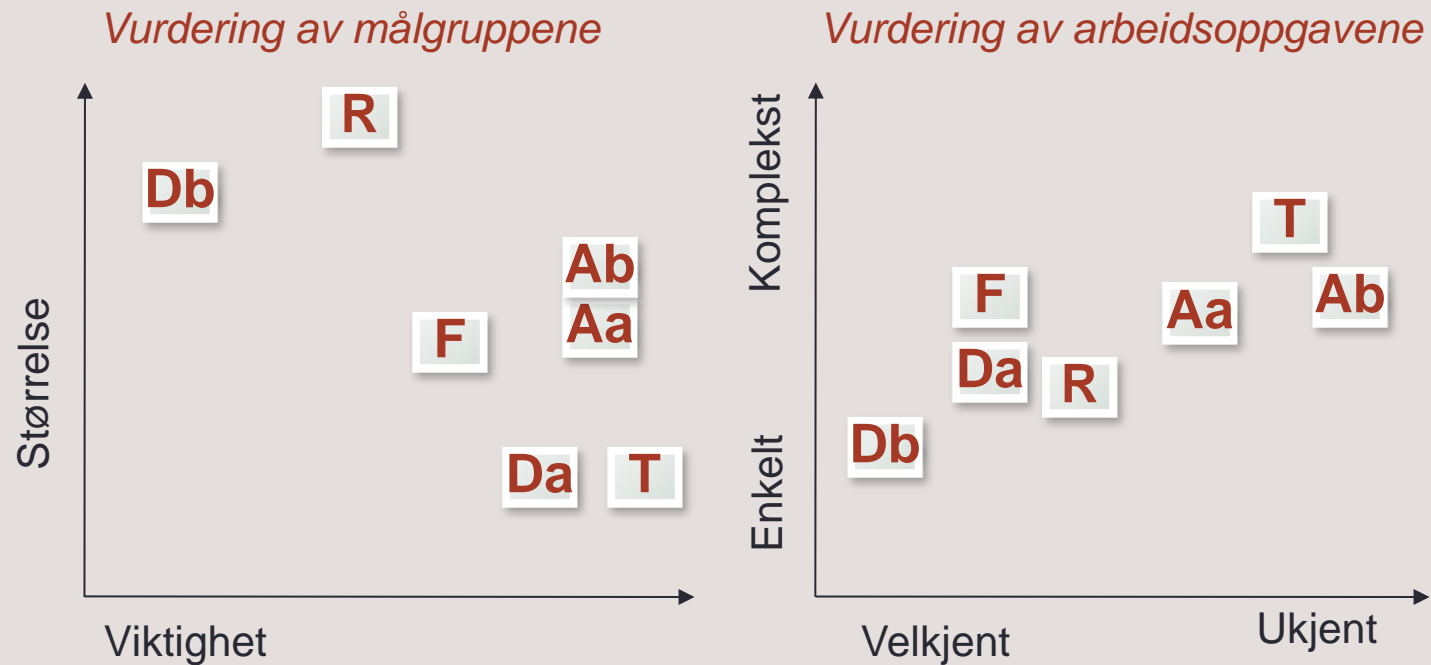 Vurdering av målgruppene
R
Db
Ab
Aa
F
Da
T
Størrelse
Viktighet
Vurdering av arbeidsoppgavene
Komplekst
T
F
Ab
Aa
Da
R
Db
Enkelt
Velkjent
Ukjent